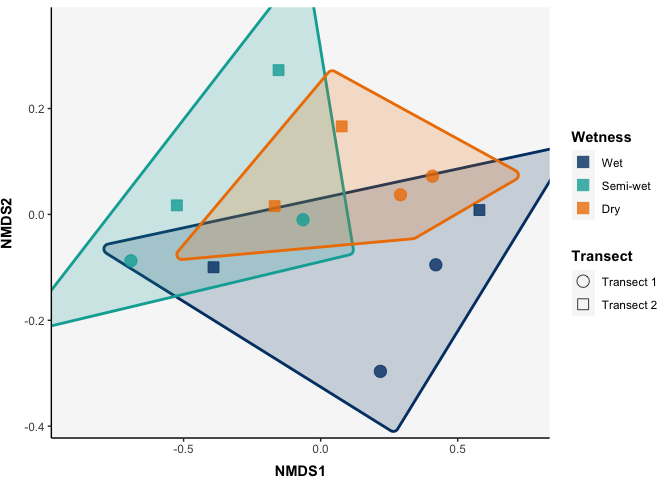 NMDS2
0.2
0.0
-0.2
-0.4
-0.5
0.0
0.5
NMDS1
Wetness
Wet
Semi-wet
Dry
Transect
Transect 1
Transect 2